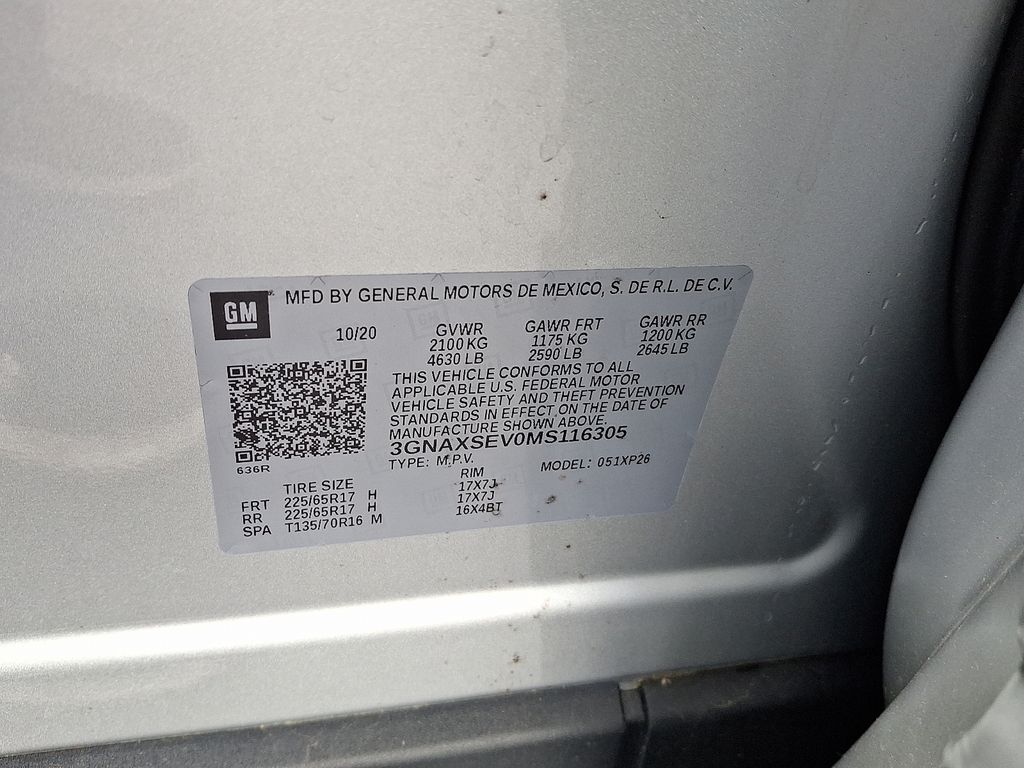 GM
MFD BY GENERAL MOTORS DE MEXICO, S. DE R.L. DE C.V.
10/20 GVWR GAWR FRT GAWR RR
2100 KG 1175 KG 1200 KG
4630 LB 2590 LB 2645 LB
THIS VEHICLE CONFORMS TO ALL
APPLICABLE U.S. FEDERAL MOTOR
VEHICLE SAFETY AND THEFT PREVENTION
STANDARDS IN EFFECT ON THE DATE OF
MANUFACTURE SHOWN ABOVE.
3GNAXSEV0MS116305
636R
TYPE: M.P.V. MODEL: 051XP26
TIRE SIZE RIM
FRT 225/65R17 H 17X7J
RR 225/65R17 H 17X7J
SPA T135/70R16 M 16X4BT